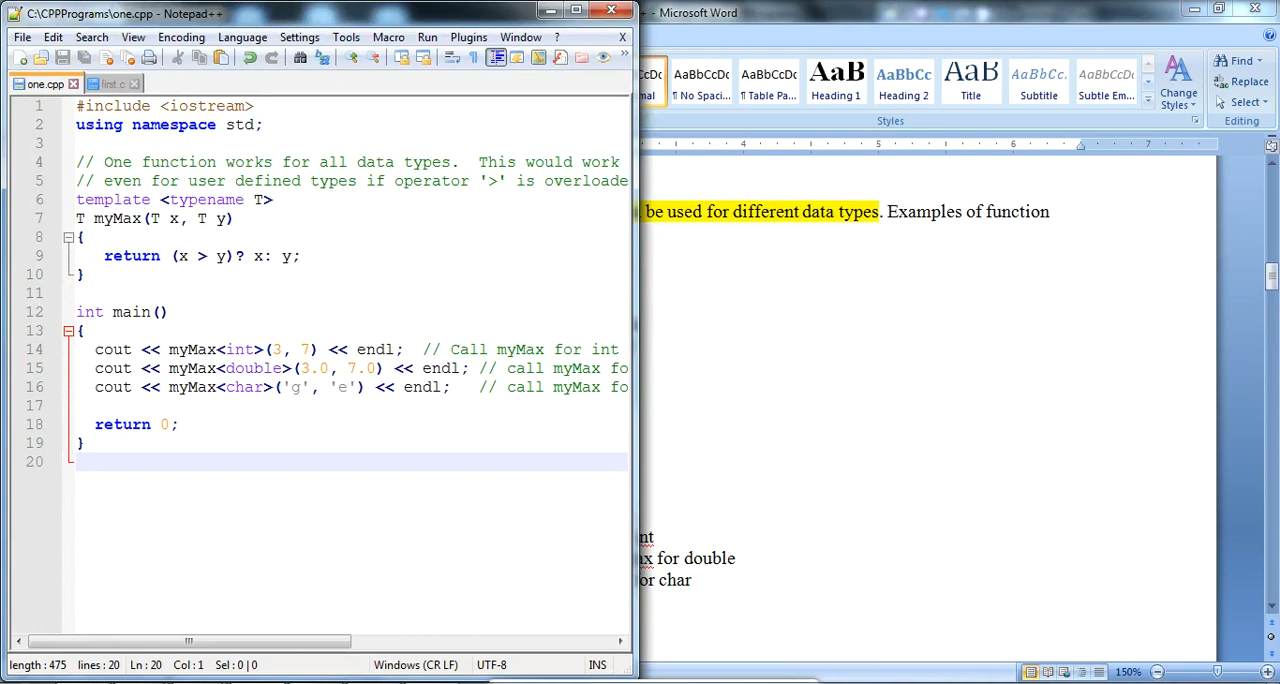 C:\CPPPrograms\one.cpp - Notepad++
File Edit Search View Encoding Language Settings Tools Macro Run Plugins Window ? X
»
one.cpp first.c
1 #include <iostream>
2 using namespace std;
3
4 // One function works for all data types.  This would work
5 // even for user defined types if operator '>' is overloade
6 template <typename T>
7 T myMax(T x, T y)
8 {
9 return (x > y)? x: y;
10 }
11
12 int main()
13 {
14 cout << myMax<int>(3, 7) << endl;  // Call myMax for int
15 cout << myMax<double>(3.0, 7.0) << endl; // call myMax fo
16 cout << myMax<char>('g', 'e') << endl;   // call myMax fo
17
18 return 0;
19 }
20
length : 475 lines : 20 Ln : 20 Col : 1 Sel : 0 | 0 Windows (CR LF) UTF-8 INS
- Microsoft Word
CcDc AaBbCcDc AaBbCcDc AaB AaBbCc AaB AaBbCc. AaBbCcDc
mal ¶ No Spaci... ¶ Table Pa... Heading 1 Heading 2 Title Subtitle Subtle Em...
Change Styles
Find
Replace
Select
Styles Editing
4 5 6 7
be used for different data types. Examples of function
nt
ax for double
or char
150%